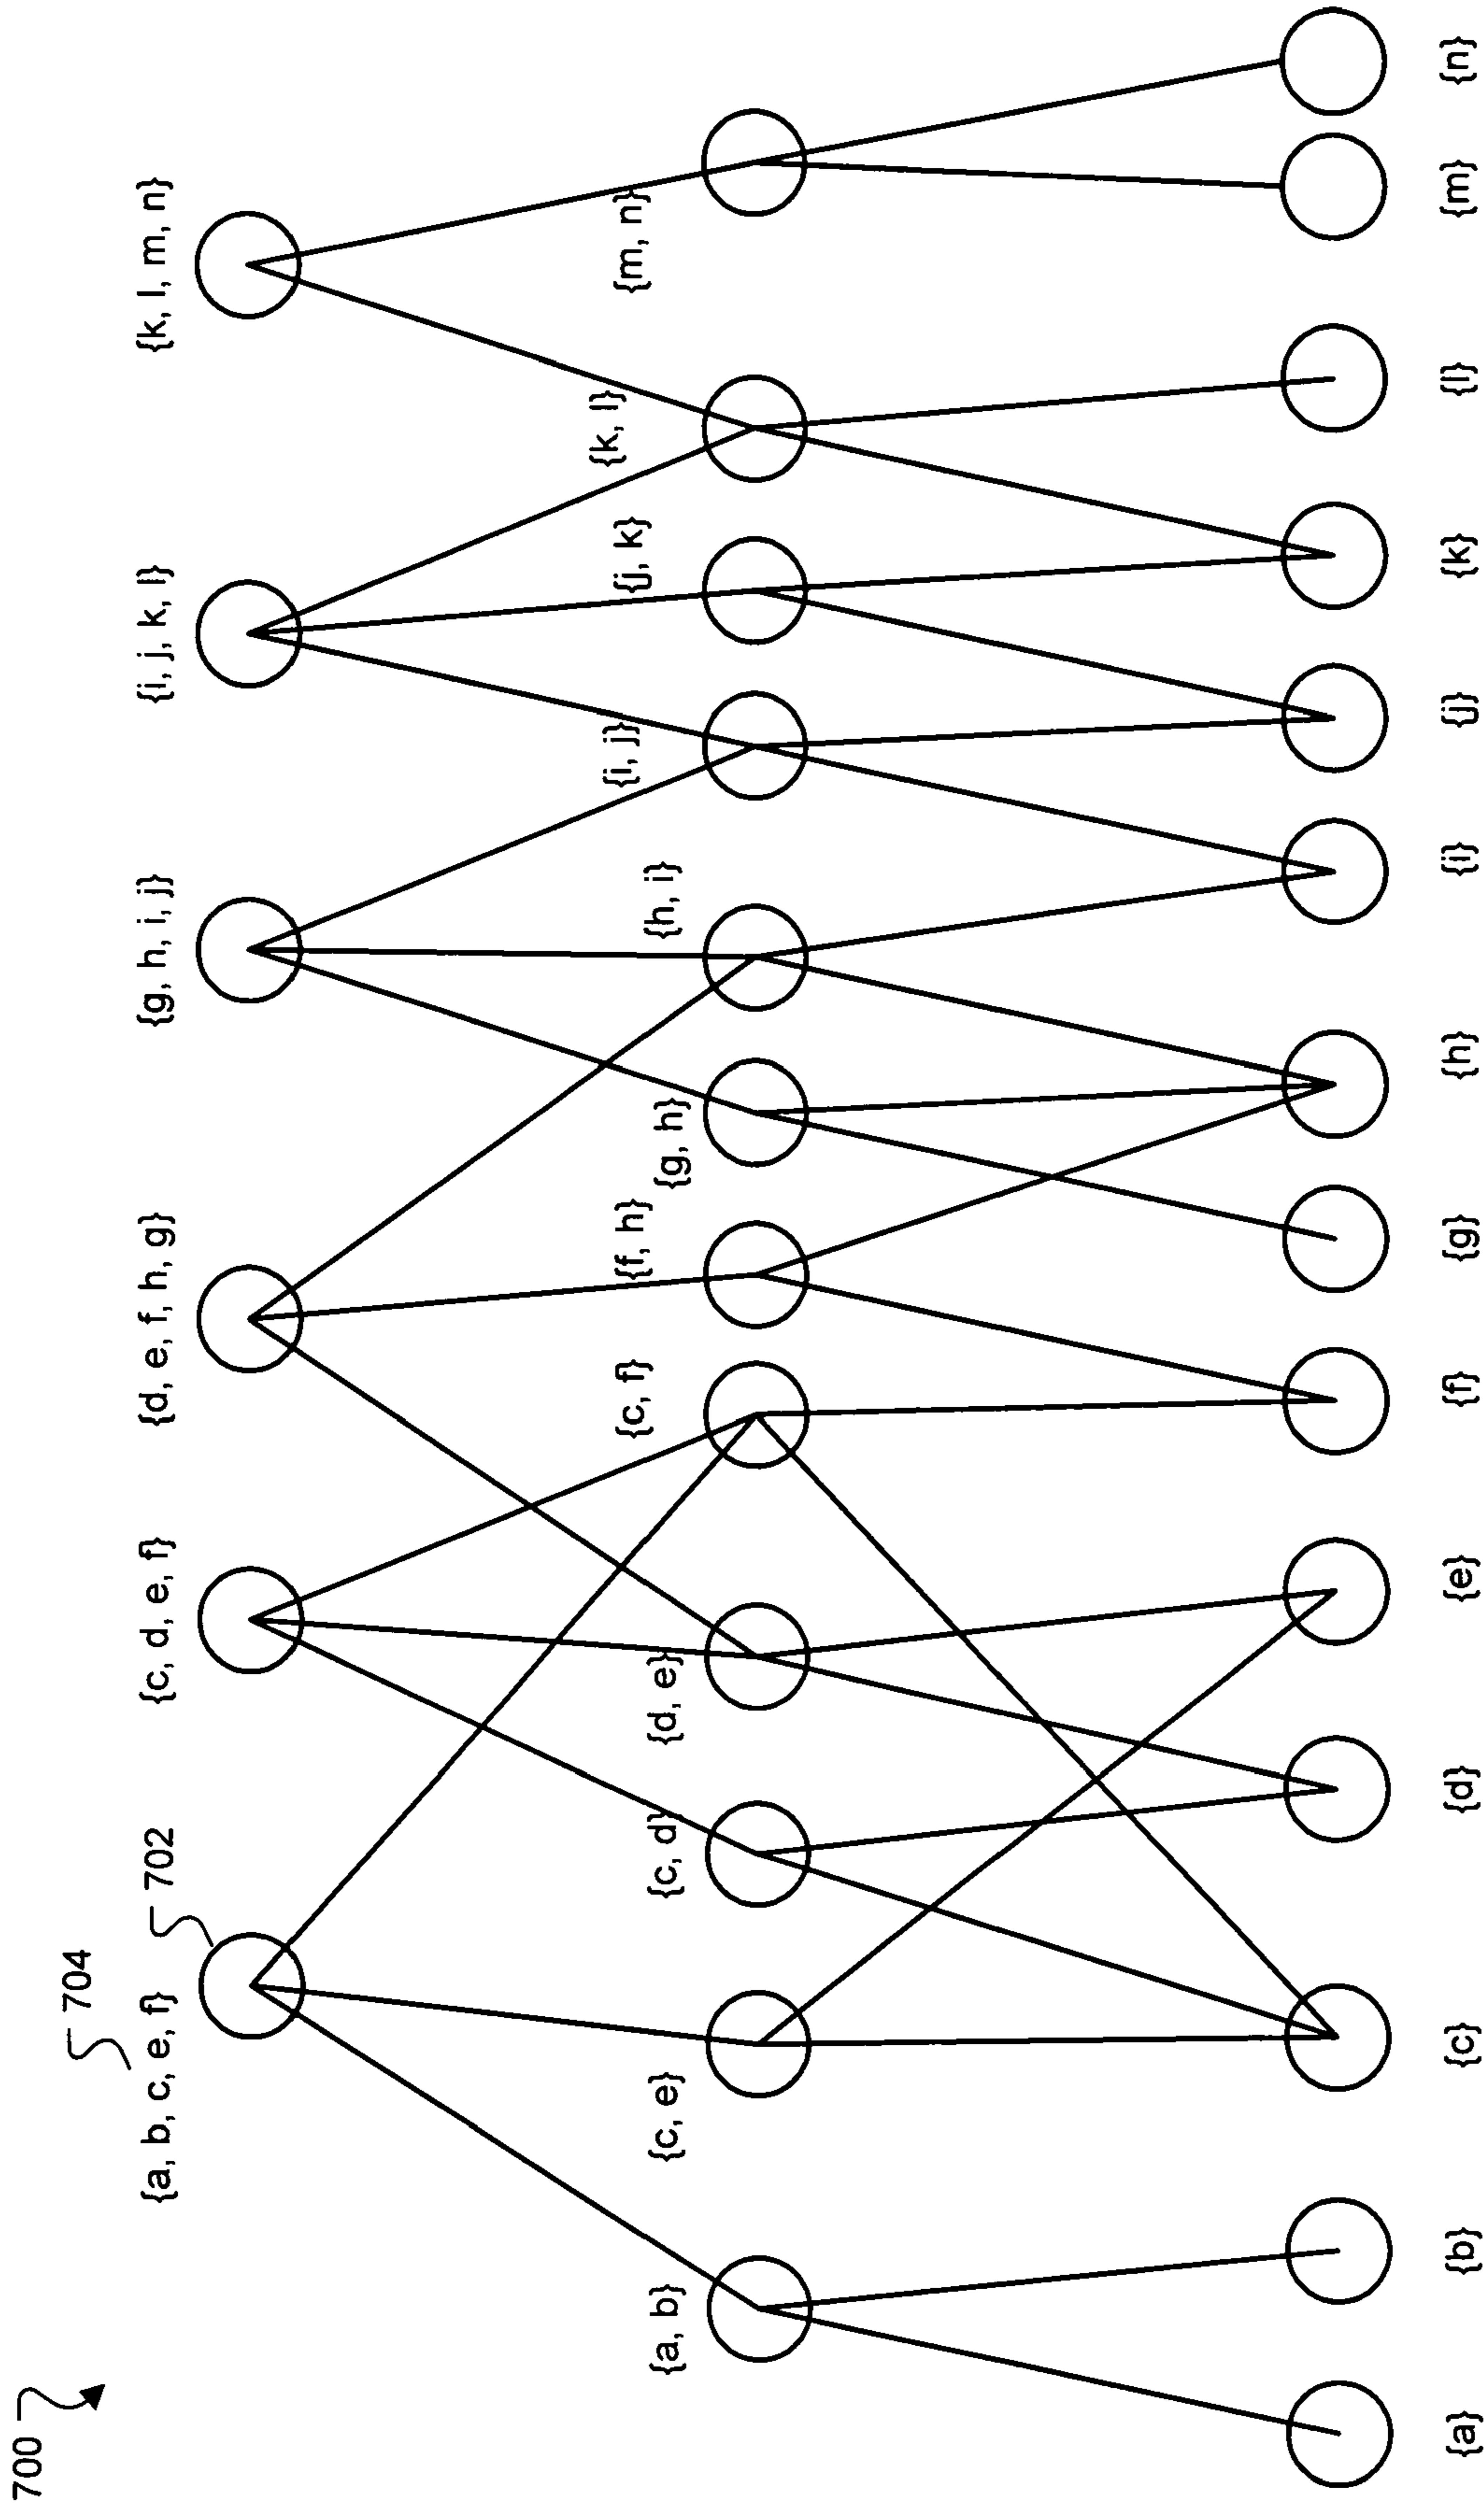 700
704
702
{a, b, c, e, f}
{c, d, e, f}
{d, e, f, h, g}
{g, h, i, j}
{i, j, k, l}
{k, l, m, n}
{a, b}
{c, e}
{c, d}
{d, e}
{c, f}
{f, h}
{g, h}
{h, i}
{i, j}
{j, k}
{k, l}
{m, n}
{a}
{b}
{c}
{d}
{e}
{f}
{g}
{h}
{i}
{j}
{k}
{l}
{m}
{n}